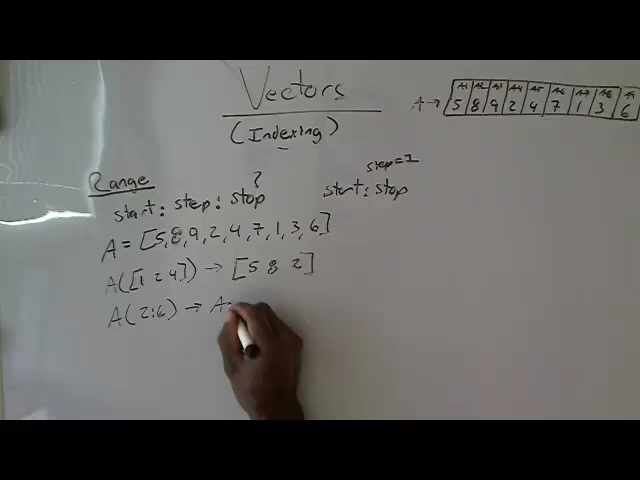 Vectors
(Indexing)
A→ A1 A2 A3 A4 A5 A6 A7 A8 A9
5 8 9 2 4 7 1 3 6
Range
?
start: step: stop
step=1
start: stop
A = [5,8,9,2,4,7,1,3,6]
A([1 2 4]) → [5 8 2]
A(2:6) → A